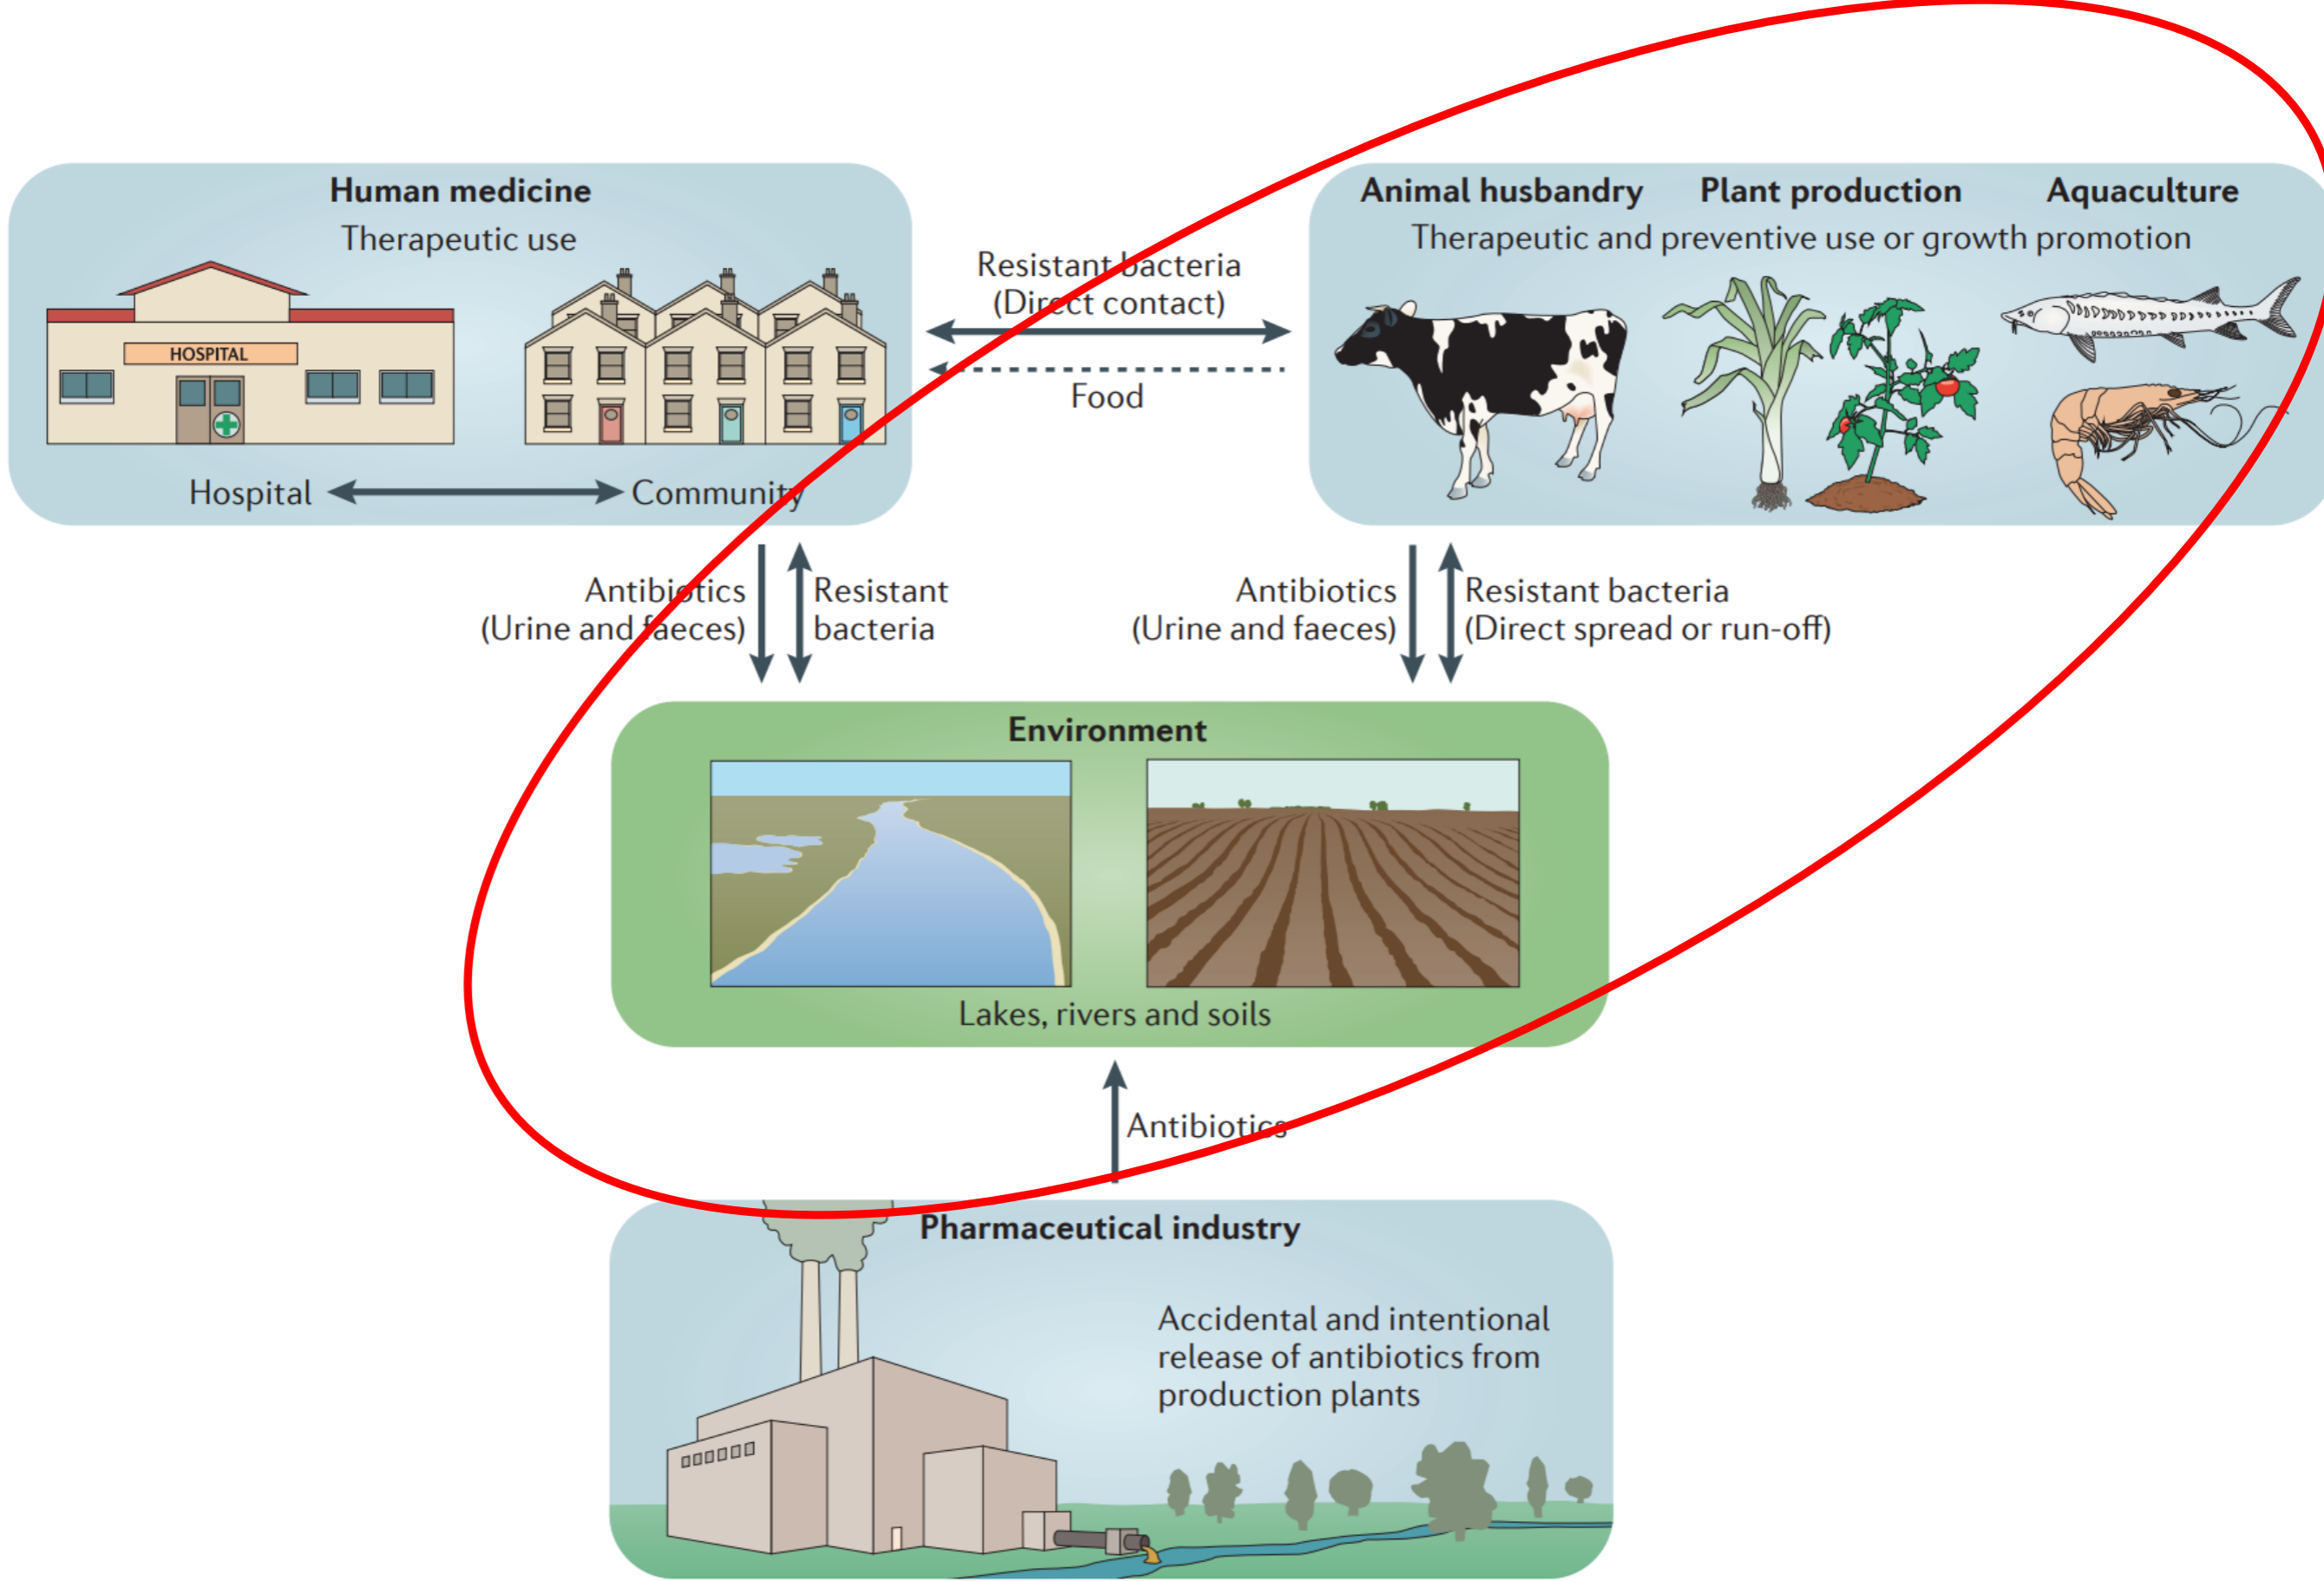 Human medicine
Therapeutic use
HOSPITAL
Hospital
Community
Resistant bacteria
(Direct contact)
Food
Animal husbandry
Plant production
Aquaculture
Therapeutic and preventive use or growth promotion
Antibiotics
(Urine and faeces)
Resistant
bacteria
Antibiotics
(Urine and faeces)
Resistant bacteria
(Direct spread or run-off)
Environment
Lakes, rivers and soils
Antibiotics
Pharmaceutical industry
Accidental and intentional
release of antibiotics from
production plants